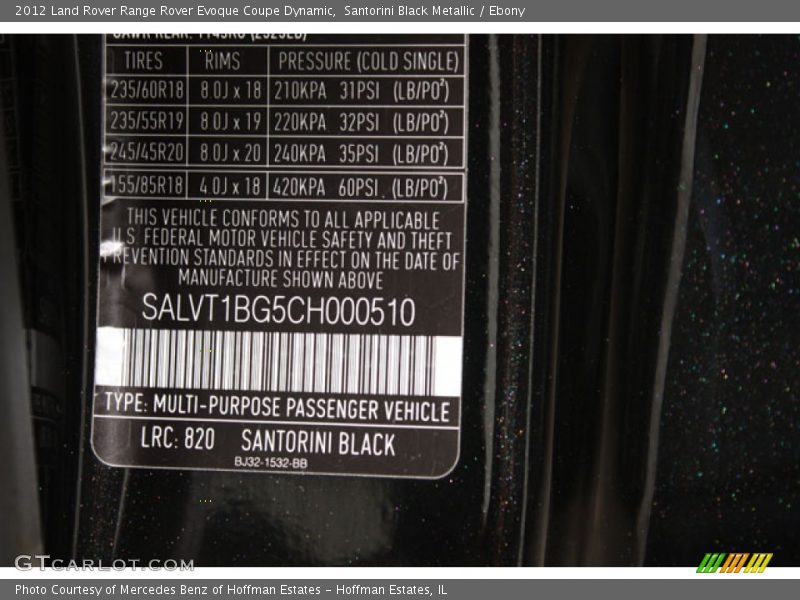 2012 Land Rover Range Rover Evoque Coupe Dynamic, Santorini Black Metallic / Ebony
TIRES RIMS PRESSURE (COLD SINGLE)
235/60R18 8.0J x 18 210KPA 31PSI (LB/PO²)
235/55R19 8.0J x 19 220KPA 32PSI (LB/PO²)
245/45R20 8.0J x 20 240KPA 35PSI (LB/PO²)
155/85R18 4.0J x 18 420KPA 60PSI (LB/PO²)
THIS VEHICLE CONFORMS TO ALL APPLICABLE
U.S FEDERAL MOTOR VEHICLE SAFETY AND THEFT
PREVENTION STANDARDS IN EFFECT ON THE DATE OF
MANUFACTURE SHOWN ABOVE
SALVT1BG5CH000510
TYPE: MULTI-PURPOSE PASSENGER VEHICLE
LRC: 820 SANTORINI BLACK
BJ32-1532-BB
GTCARLOT.COM
Photo Courtesy of Mercedes Benz of Hoffman Estates - Hoffman Estates, IL